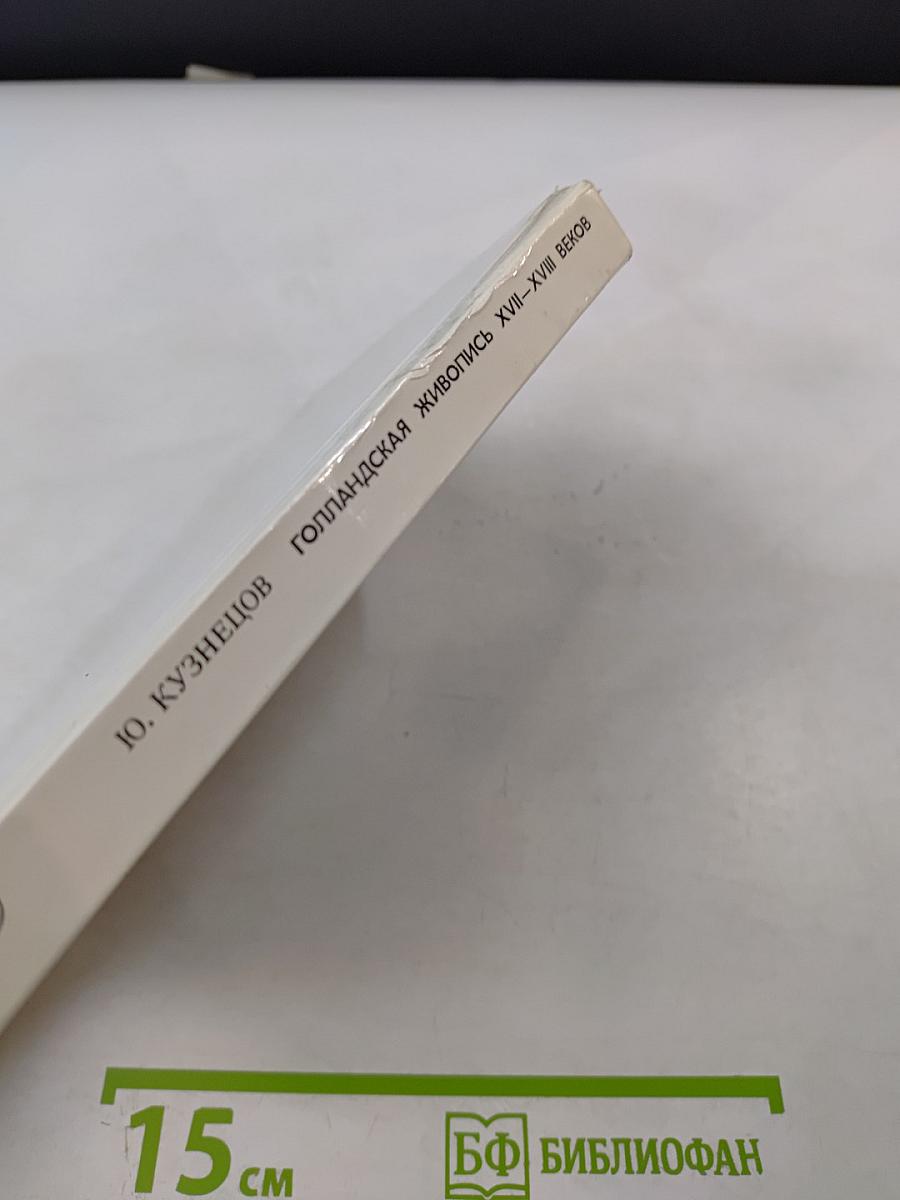 Ю. КУЗНЕЦОВ ГОЛЛАНДСКАЯ ЖИВОПИСЬ XVII—XVIII ВЕКОВ
15 см
БФ БИБЛИОФАН